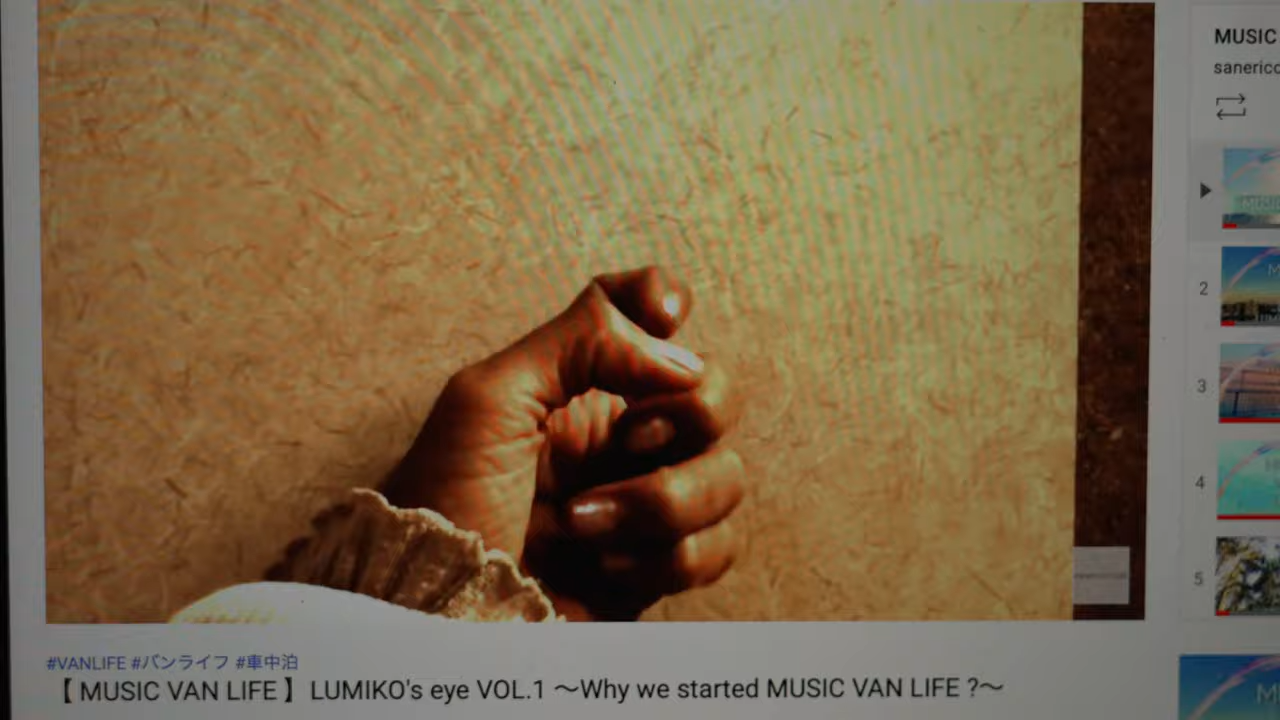 #VANLIFE #バンライフ #車中泊
【 MUSIC VAN LIFE 】 LUMIKO's eye VOL.1 〜Why we started MUSIC VAN LIFE ?〜
MUSIC
2
3
4
5